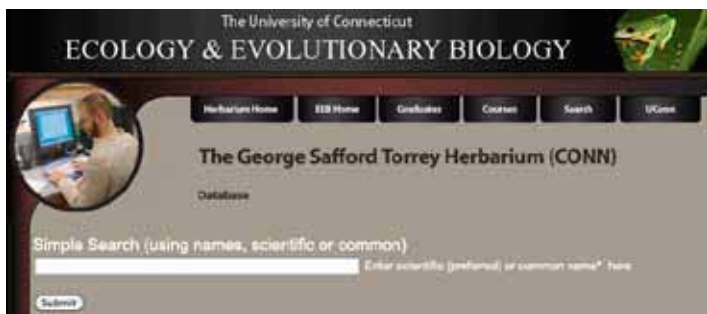 The University of Connecticut
ECOLOGY & EVOLUTIONARY BIOLOGY
Herbarium Home EEB Home Graduates Courses Search UConn
The George Safford Torrey Herbarium (CONN)
Database
Simple Search (using names, scientific or common)
Enter scientific (preferred) or common name* here
Submit